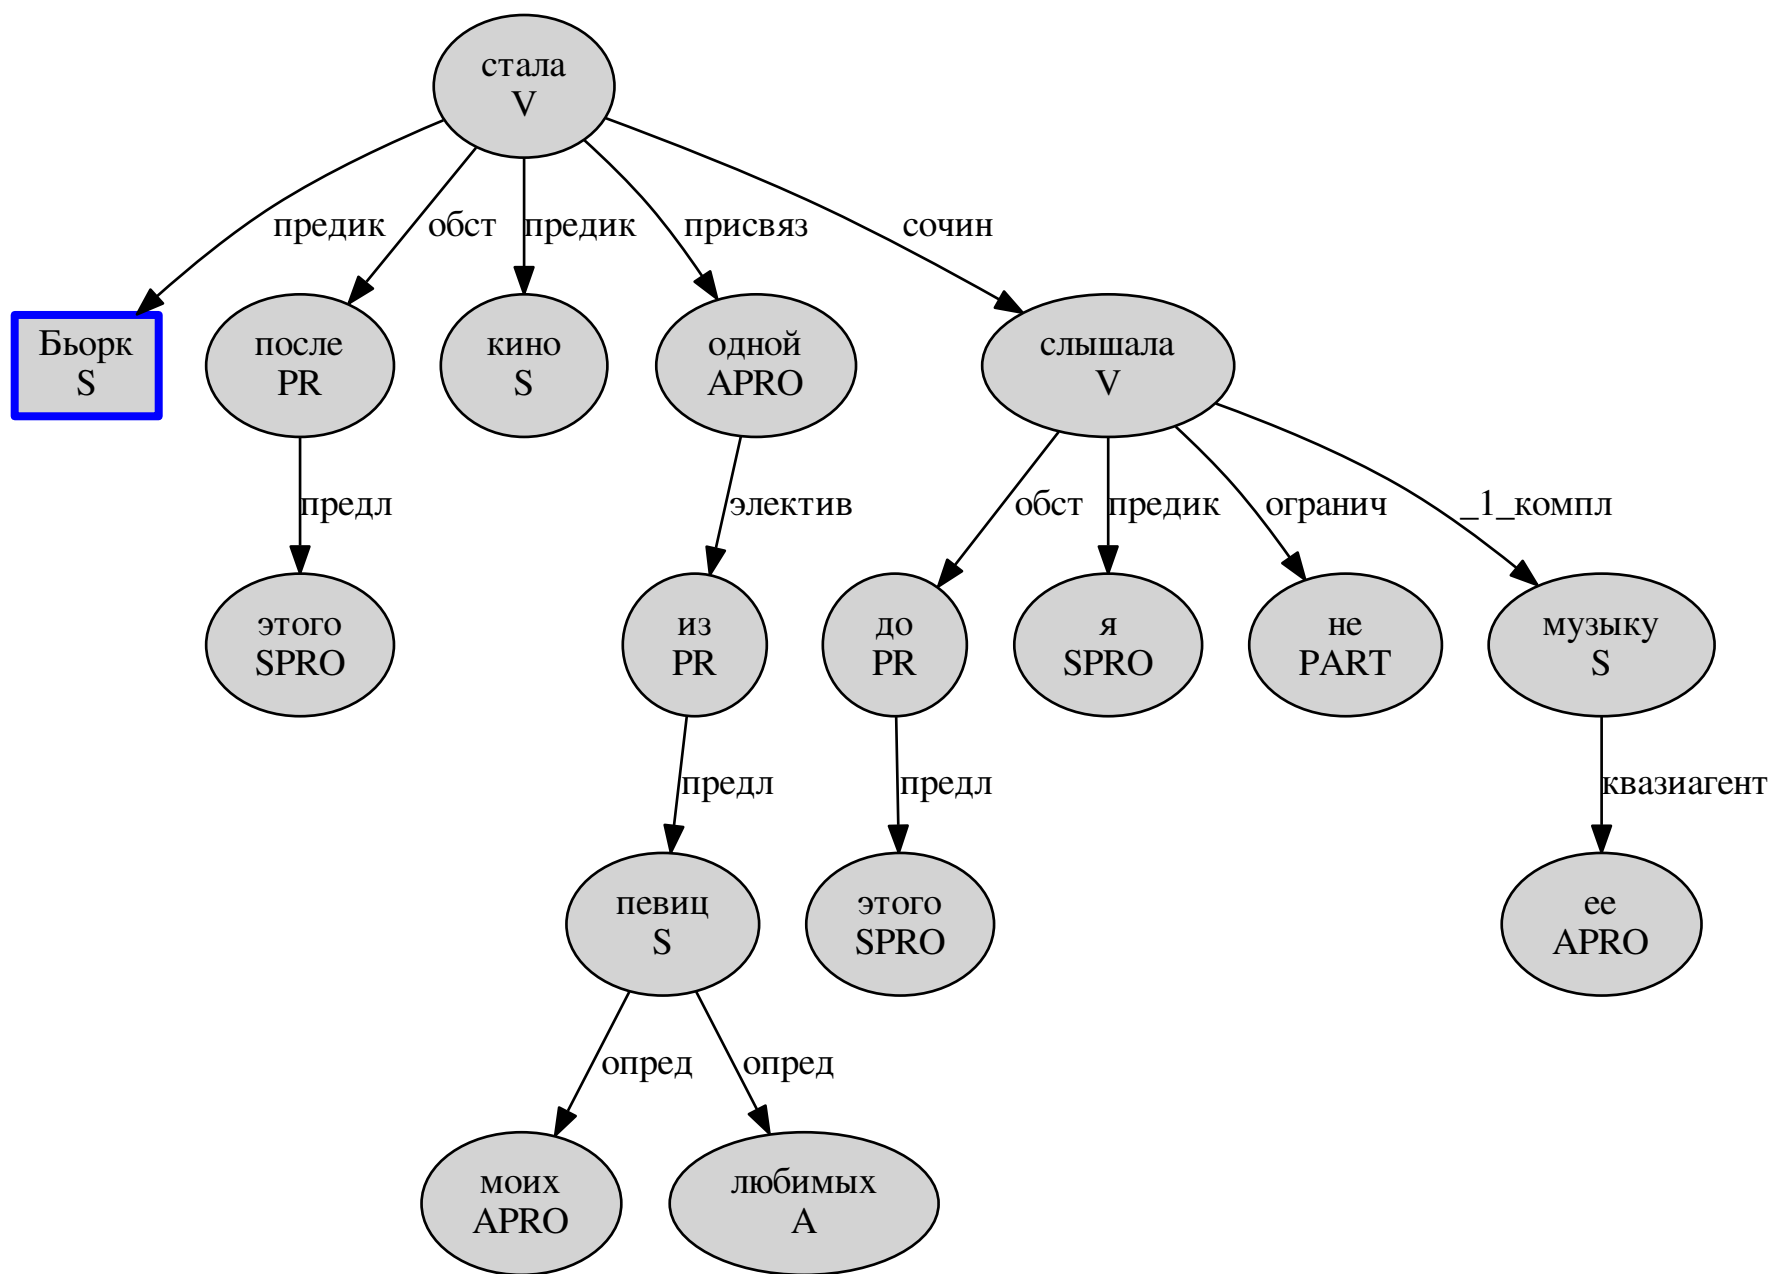 стала
V
предик
обст
предик
присвяз
сочин
Бьорк
S
после
PR
кино
S
одной
APRO
слышала
V
предл
электив
обст
предик
огранич
_1_компл
этого
SPRO
из
PR
до
PR
я
SPRO
не
PART
музыку
S
предл
предл
квазиагент
певиц
S
этого
SPRO
ее
APRO
опред
опред
моих
APRO
любимых
A